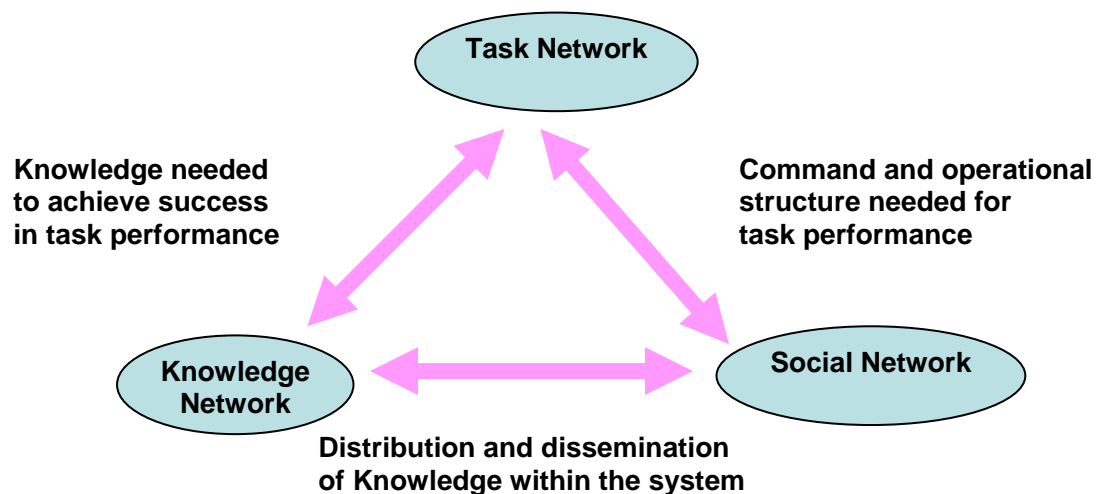 Task Network
Knowledge needed
to achieve success
in task performance
Command and operational
structure needed for
task performance
Knowledge
Network
Social Network
Distribution and dissemination
of Knowledge within the system